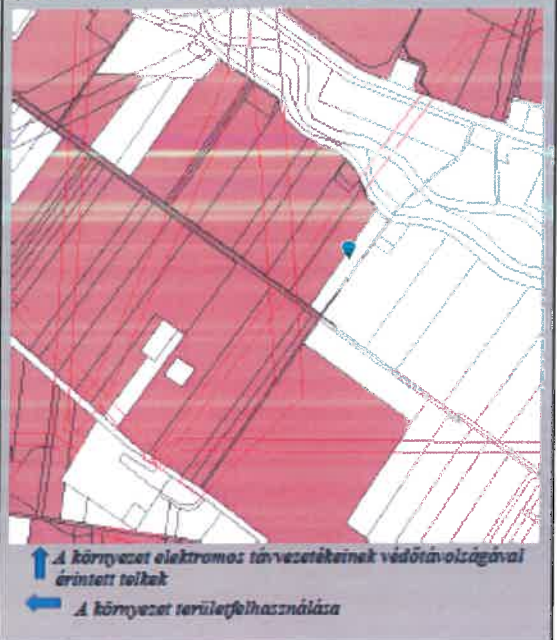 A környezet elektromos távvezetékeinek védőtávolságával
érintett telkek
A környezet területfelhasználása